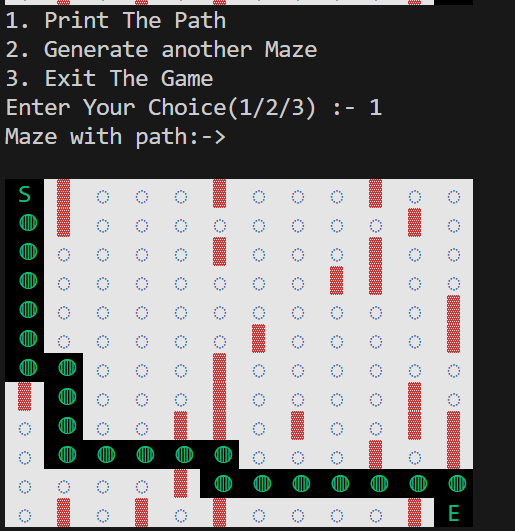 1. Print The Path
2. Generate another Maze
3. Exit The Game
Enter Your Choice(1/2/3) :- 1
Maze with path:->
S
E